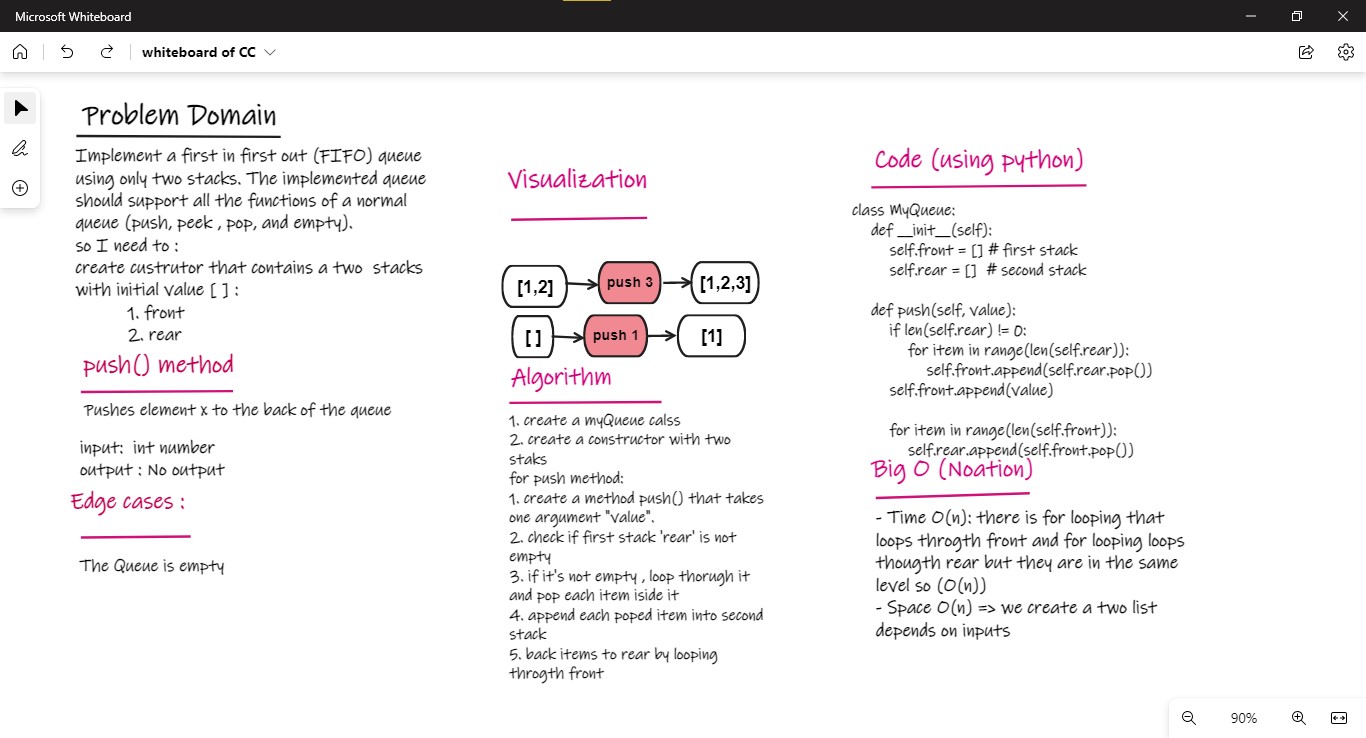 Microsoft Whiteboard
whiteboard of CC
Problem Domain
Implement a first in first out (FIFO) queue
using only two stacks. The implemented queue
should support all the functions of a normal
queue (push, peek , pop, and empty).
so I need to :
create custrutor that contains a two stacks
with initial value [ ] :
1. front
2. rear
push() method
Pushes element x to the back of the queue
input: int number
output : No output
Edge cases :
The Queue is empty
Visualization
[1,2]
push 3
[1,2,3]
[ ]
push 1
[1]
Algorithm
1. create a myQueue calss
2. create a constructor with two
staks
for push method:
1. create a method push() that takes
one argument "value".
2. check if first stack 'rear' is not
empty
3. if it's not empty , loop thorugh it
and pop each item iside it
4. append each poped item into second
stack
5. back items to rear by looping
throgth front
Code (using python)
class MyQueue:
def __init__(self):
self.front = [] # first stack
self.rear = [] # second stack
def push(self, value):
if len(self.rear) != 0:
for item in range(len(self.rear)):
self.front.append(self.rear.pop())
self.front.append(value)
for item in range(len(self.front)):
self.rear.append(self.front.pop())
Big O (Noation)
- Time O(n): there is for looping that
loops throgth front and for looping loops
thougth rear but they are in the same
level so (O(n))
- Space O(n) => we create a two list
depends on inputs
90%